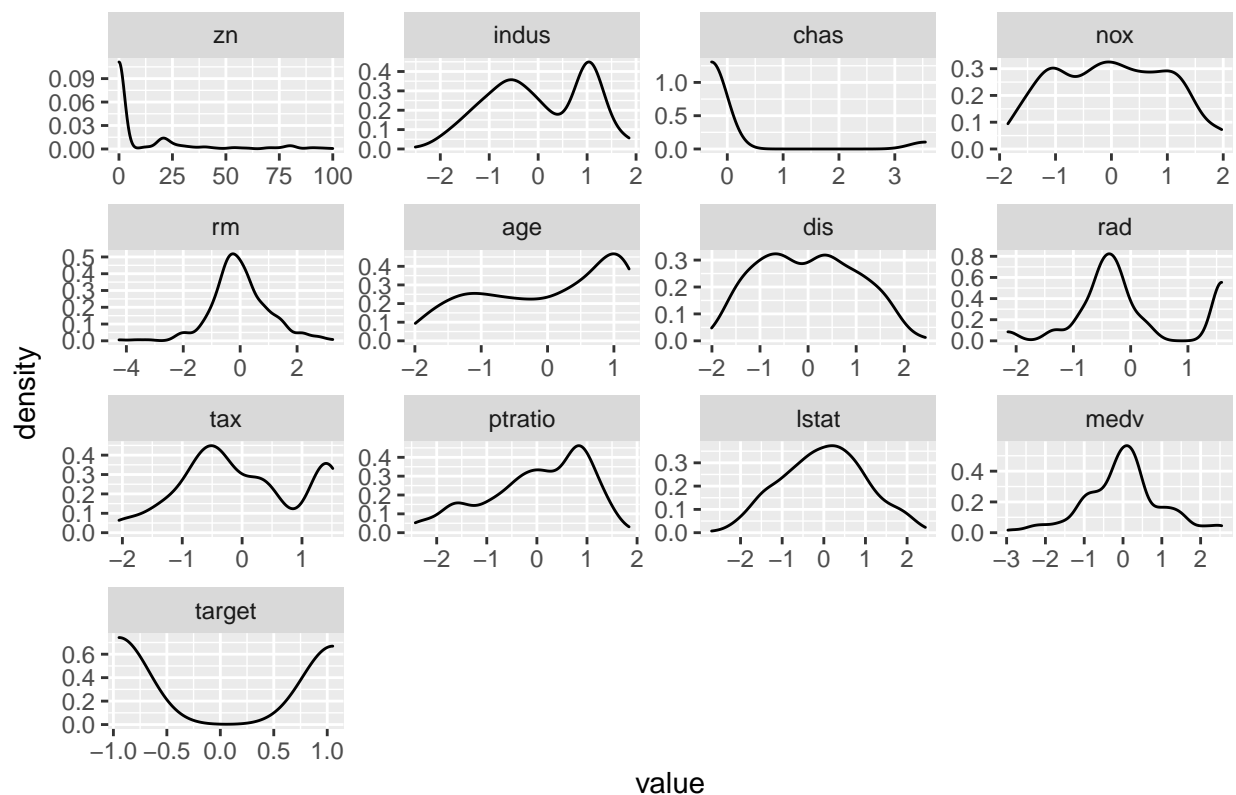 zn indus chas nox
0.09 0.4 1.0 0.3
0.06 0.3 0.5 0.2
0.03 0.2 0.0 0.1
0.00 0.1 0.0
0.0
0 25 50 75 100 −2 −1 0 1 2 0 1 2 3 −2 −1 0 1 2
rm age dis rad
0.5 0.4 0.3 0.8
0.4 0.3 0.2 0.6
0.3 0.2 0.1 0.4
0.2 0.1 0.0 0.2
0.1 0.0 0.0
0.0
−4 −2 0 2 −2 −1 0 1 −2 −1 0 1 2 −2 −1 0 1
density
tax ptratio lstat medv
0.4 0.4 0.3 0.4
0.3 0.3 0.2 0.2
0.2 0.2 0.1 0.0
0.1 0.1 0.0
0.0 0.0
−2 −1 0 1 −2 −1 0 1 −2 −1 0 1 2 −3 −2 −1 0 1 2
target
0.6
0.4
0.2
0.0
−1.0 −0.5 0.0 0.5 1.0
value